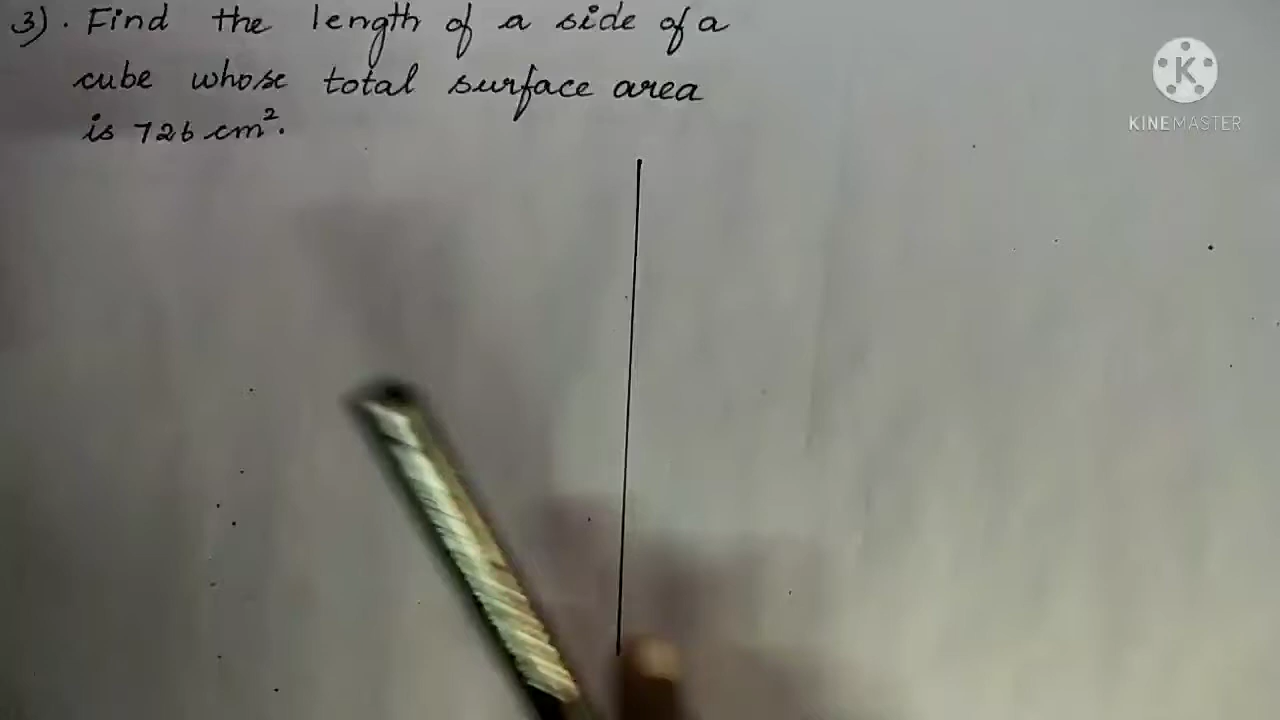 3). Find the length of a side of a
cube whose total surface area
is 726 cm².
K
KINEMASTER